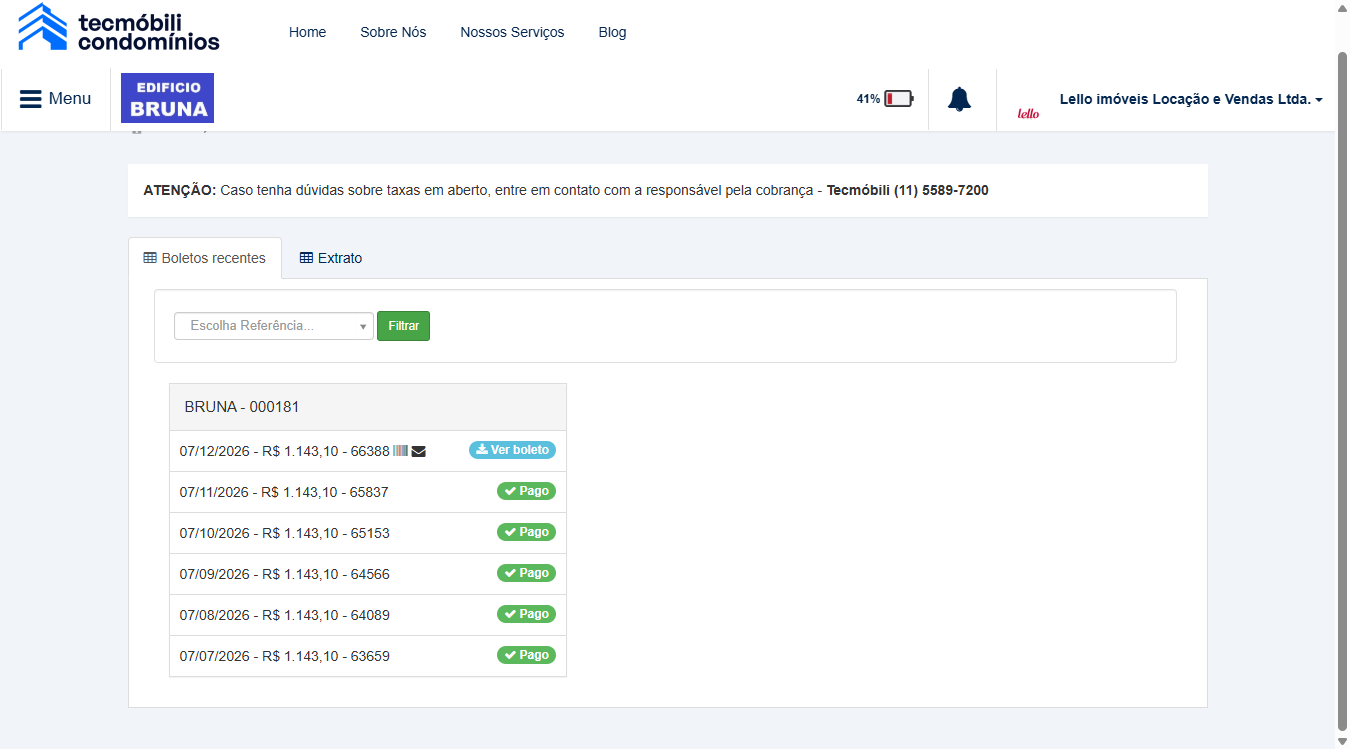 tecmóbili
condomínios
Home Sobre Nós Nossos Serviços Blog
Menu
EDIFICIO
BRUNA
41%
lello
Lello imóveis Locação e Vendas Ltda.
ATENÇÃO: Caso tenha dúvidas sobre taxas em aberto, entre em contato com a responsável pela cobrança - Tecmóbili (11) 5589-7200
Boletos recentes Extrato
Escolha Referência... Filtrar
BRUNA - 000181
07/12/2026 - R$ 1.143,10 - 66388 Ver boleto
07/11/2026 - R$ 1.143,10 - 65837 Pago
07/10/2026 - R$ 1.143,10 - 65153 Pago
07/09/2026 - R$ 1.143,10 - 64566 Pago
07/08/2026 - R$ 1.143,10 - 64089 Pago
07/07/2026 - R$ 1.143,10 - 63659 Pago